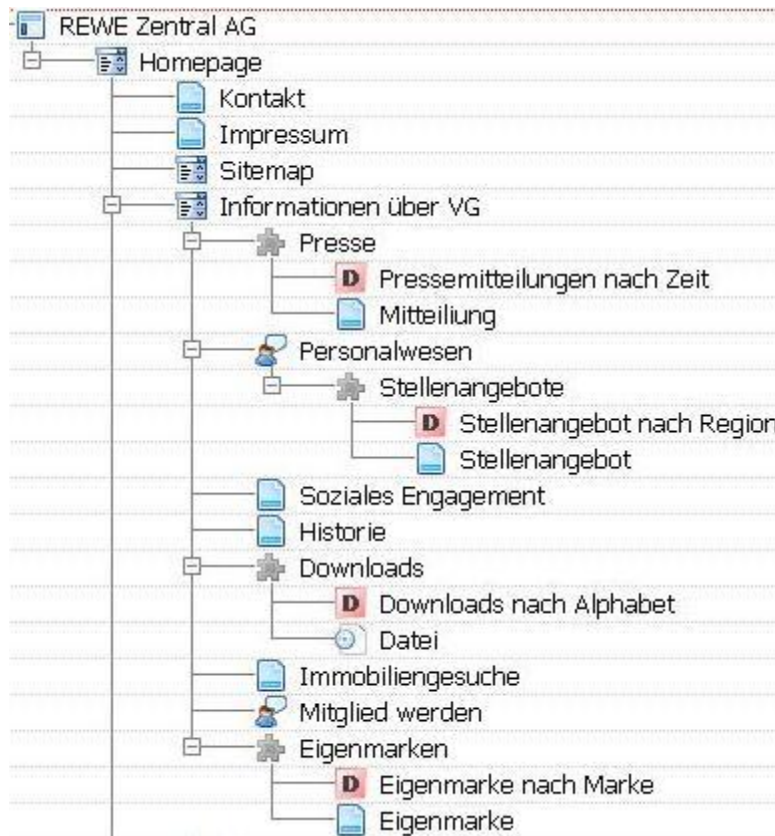 REWE Zentral AG
Homepage
Kontakt
Impressum
Sitemap
Informationen über VG
Presse
D Pressemitteilungen nach Zeit
Mitteiliung
Personalwesen
Stellenangebote
D Stellenangebot nach Region
Stellenangebot
Soziales Engagement
Historie
Downloads
D Downloads nach Alphabet
Datei
Immobiliengesuche
Mitglied werden
Eigenmarken
D Eigenmarke nach Marke
Eigenmarke